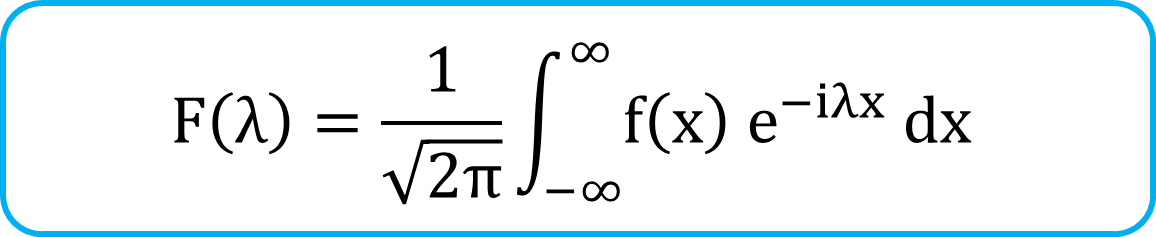 F(λ) = 1/√2π ∫_{−∞}^{∞} f(x) e^{−iλx} dx